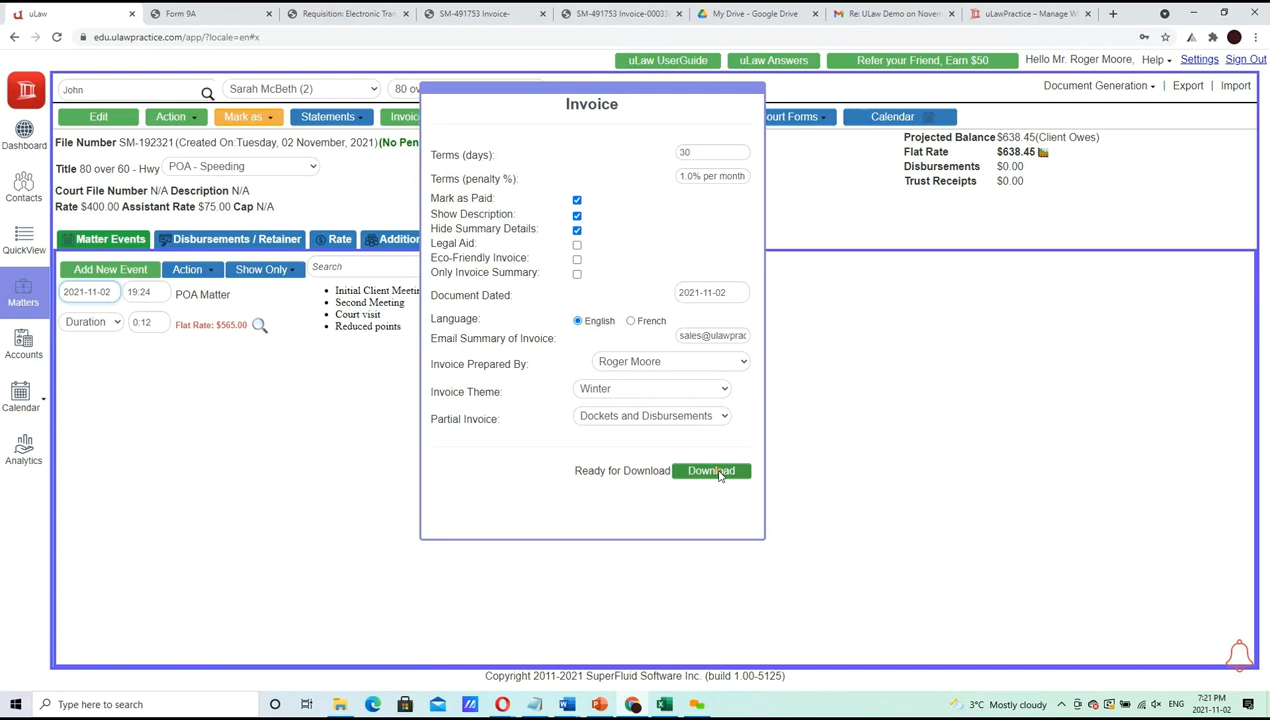 uLaw
Form 9A
Requisition: Electronic Tran
SM-491753 Invoice-
SM-491753 Invoice-00033
My Drive - Google Drive
Re: ULaw Demo on Novem
uLawPractice – Manage W
edu.ulawpractice.com/app/?locale=en#x
uLaw UserGuide
uLaw Answers
Refer your Friend, Earn $50
Hello Mr. Roger Moore,
Help
Settings
Sign Out
John
Sarah McBeth (2)
80 ove
Document Generation
Export
Import
Edit
Action
Mark as
Statements
Invoic
ourt Forms
Calendar
File Number SM-192321 (Created On:Tuesday, 02 November, 2021) (No Pen
Title 80 over 60 - Hwy
POA - Speeding
Court File Number N/A Description N/A
Rate $400.00 Assistant Rate $75.00 Cap N/A
Projected Balance $638.45(Client Owes)
Flat Rate $638.45
Disbursements $0.00
Trust Receipts $0.00
Dashboard
Contacts
QuickView
Matters
Accounts
Calendar
Analytics
Matter Events
Disbursements / Retainer
Rate
Addition
Add New Event
Action
Show Only
Search
2021-11-02
19:24
POA Matter
Duration
0:12
Flat Rate: $565.00
• Initial Client Meetin
• Second Meeting
• Court visit
• Reduced points
Invoice
Terms (days):
30
Terms (penalty %):
1.0% per month
Mark as Paid:
Show Description:
Hide Summary Details:
Legal Aid:
Eco-Friendly Invoice:
Only Invoice Summary:
Document Dated:
2021-11-02
Language:
English
French
Email Summary of Invoice:
sales@ulawprac
Invoice Prepared By:
Roger Moore
Invoice Theme:
Winter
Partial Invoice:
Dockets and Disbursements
Ready for Download
Download
Copyright 2011-2021 SuperFluid Software Inc. (build 1.00-5125)
Type here to search
3°C Mostly cloudy
ENG
7:21 PM
2021-11-02